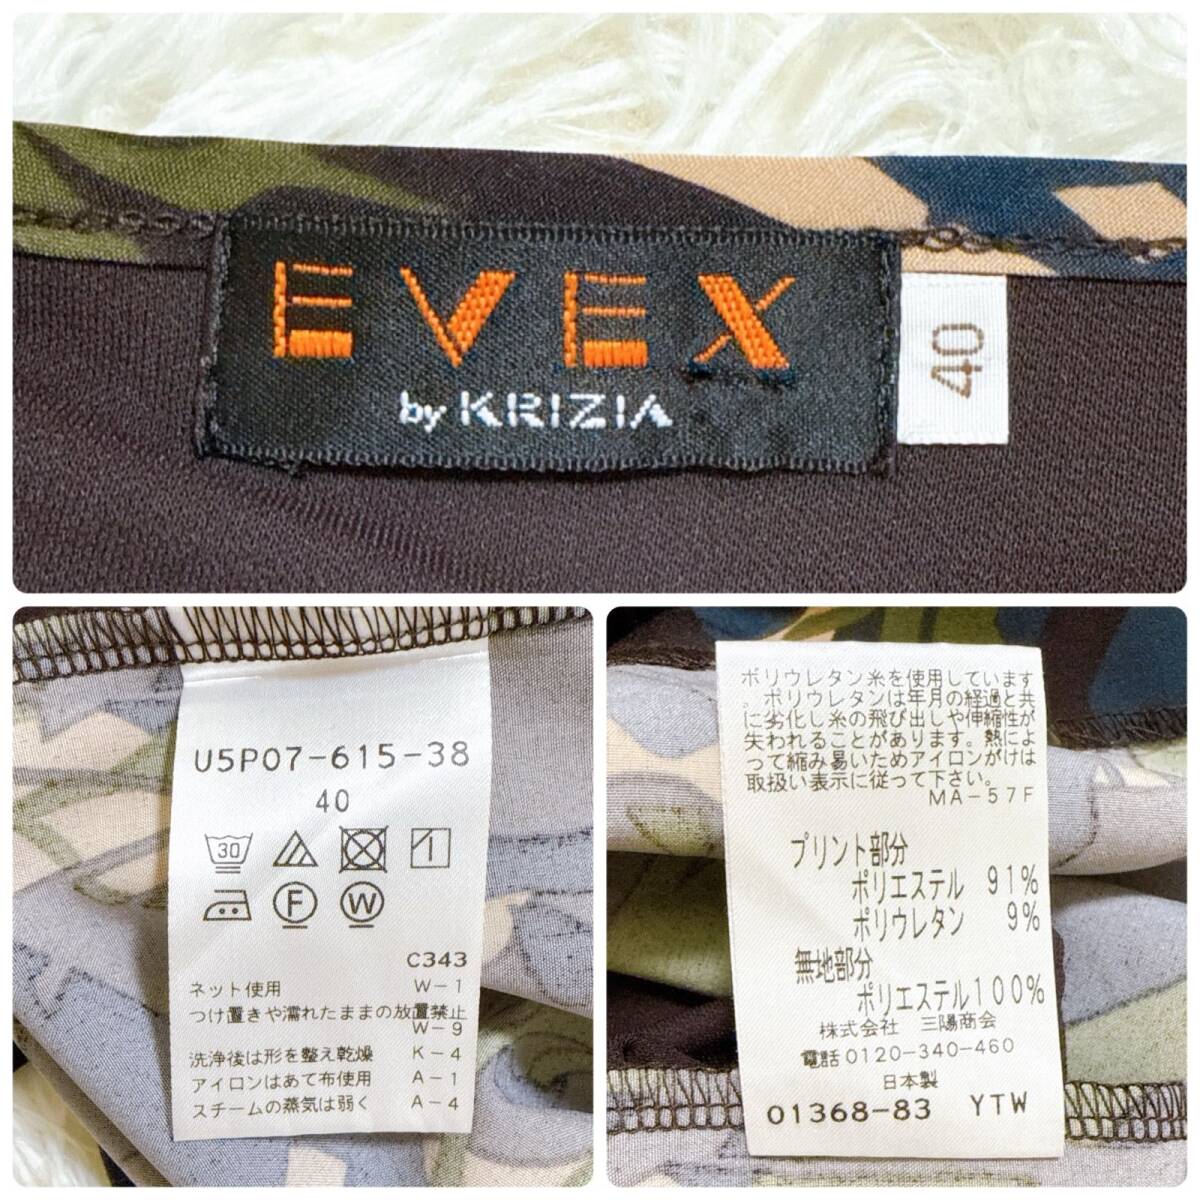 EVEX
by KRIZIA
40
U5P07-615-38
40
30
1
F
W
C343
ネット使用 W-1
つけ置きや濡れたままの放置禁止
W-9
洗浄後は形を整え乾燥 K-4
アイロンはあて布使用 A-1
スチームの蒸気は弱く A-4
ポリウレタン糸を使用しています
。ポリウレタンは年月の経過と共
に劣化し糸の飛び出しや伸縮性が
失われることがあります。熱によ
って縮み易いためアイロンがけは
取扱い表示に従って下さい。
MA-57F
プリント部分
ポリエステル 91%
ポリウレタン 9%
無地部分
ポリエステル100%
株式会社 三陽商会
電話0120-340-460
日本製
01368-83 YTW